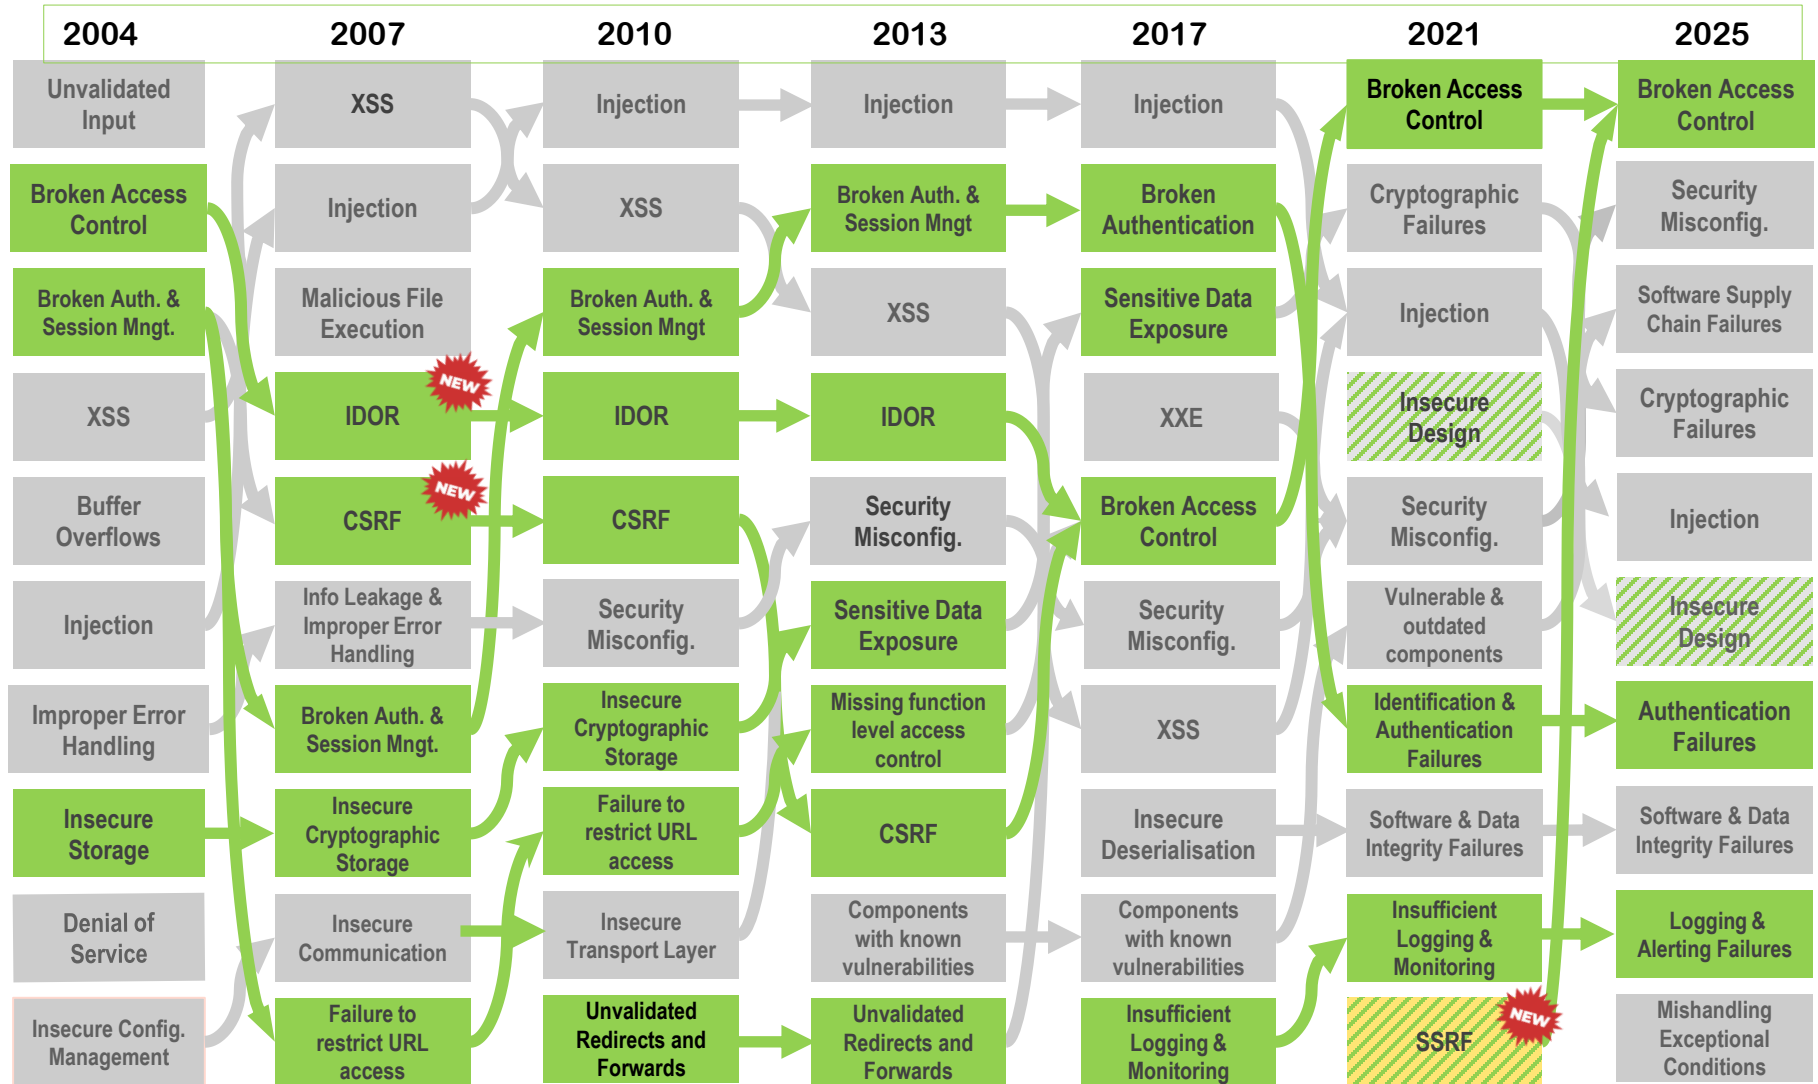 2004
2007
2010
2013
2017
2021
2025
Unvalidated
Input
XSS
Injection
Injection
Injection
Broken Access
Control
Broken Access
Control
Broken Access
Control
Injection
XSS
Broken Auth. &
Session Mngt
Broken
Authentication
Cryptographic
Failures
Security
Misconfig.
Broken Auth. &
Session Mngt.
Malicious File
Execution
Broken Auth. &
Session Mngt
XSS
Sensitive Data
Exposure
Injection
Software Supply
Chain Failures
XSS
NEW
IDOR
IDOR
IDOR
XXE
Insecure
Design
Cryptographic
Failures
Buffer
Overflows
NEW
CSRF
CSRF
Security
Misconfig.
Broken Access
Control
Security
Misconfig.
Injection
Injection
Info Leakage &
Improper Error
Handling
Security
Misconfig.
Sensitive Data
Exposure
Security
Misconfig.
Vulnerable &
outdated
components
Insecure
Design
Improper Error
Handling
Broken Auth. &
Session Mngt.
Insecure
Cryptographic
Storage
Missing function
level access
control
XSS
Identification &
Authentication
Failures
Authentication
Failures
Insecure
Storage
Insecure
Cryptographic
Storage
Failure to
restrict URL
access
CSRF
Insecure
Deserialisation
Software & Data
Integrity Failures
Software & Data
Integrity Failures
Denial of
Service
Insecure
Communication
Insecure
Transport Layer
Components
with known
vulnerabilities
Components
with known
vulnerabilities
Insufficient
Logging &
Monitoring
Logging &
Alerting Failures
Insecure Config.
Management
Failure to
restrict URL
access
Unvalidated
Redirects and
Forwards
Unvalidated
Redirects and
Forwards
Insufficient
Logging &
Monitoring
NEW
SSRF
Mishandling
Exceptional
Conditions